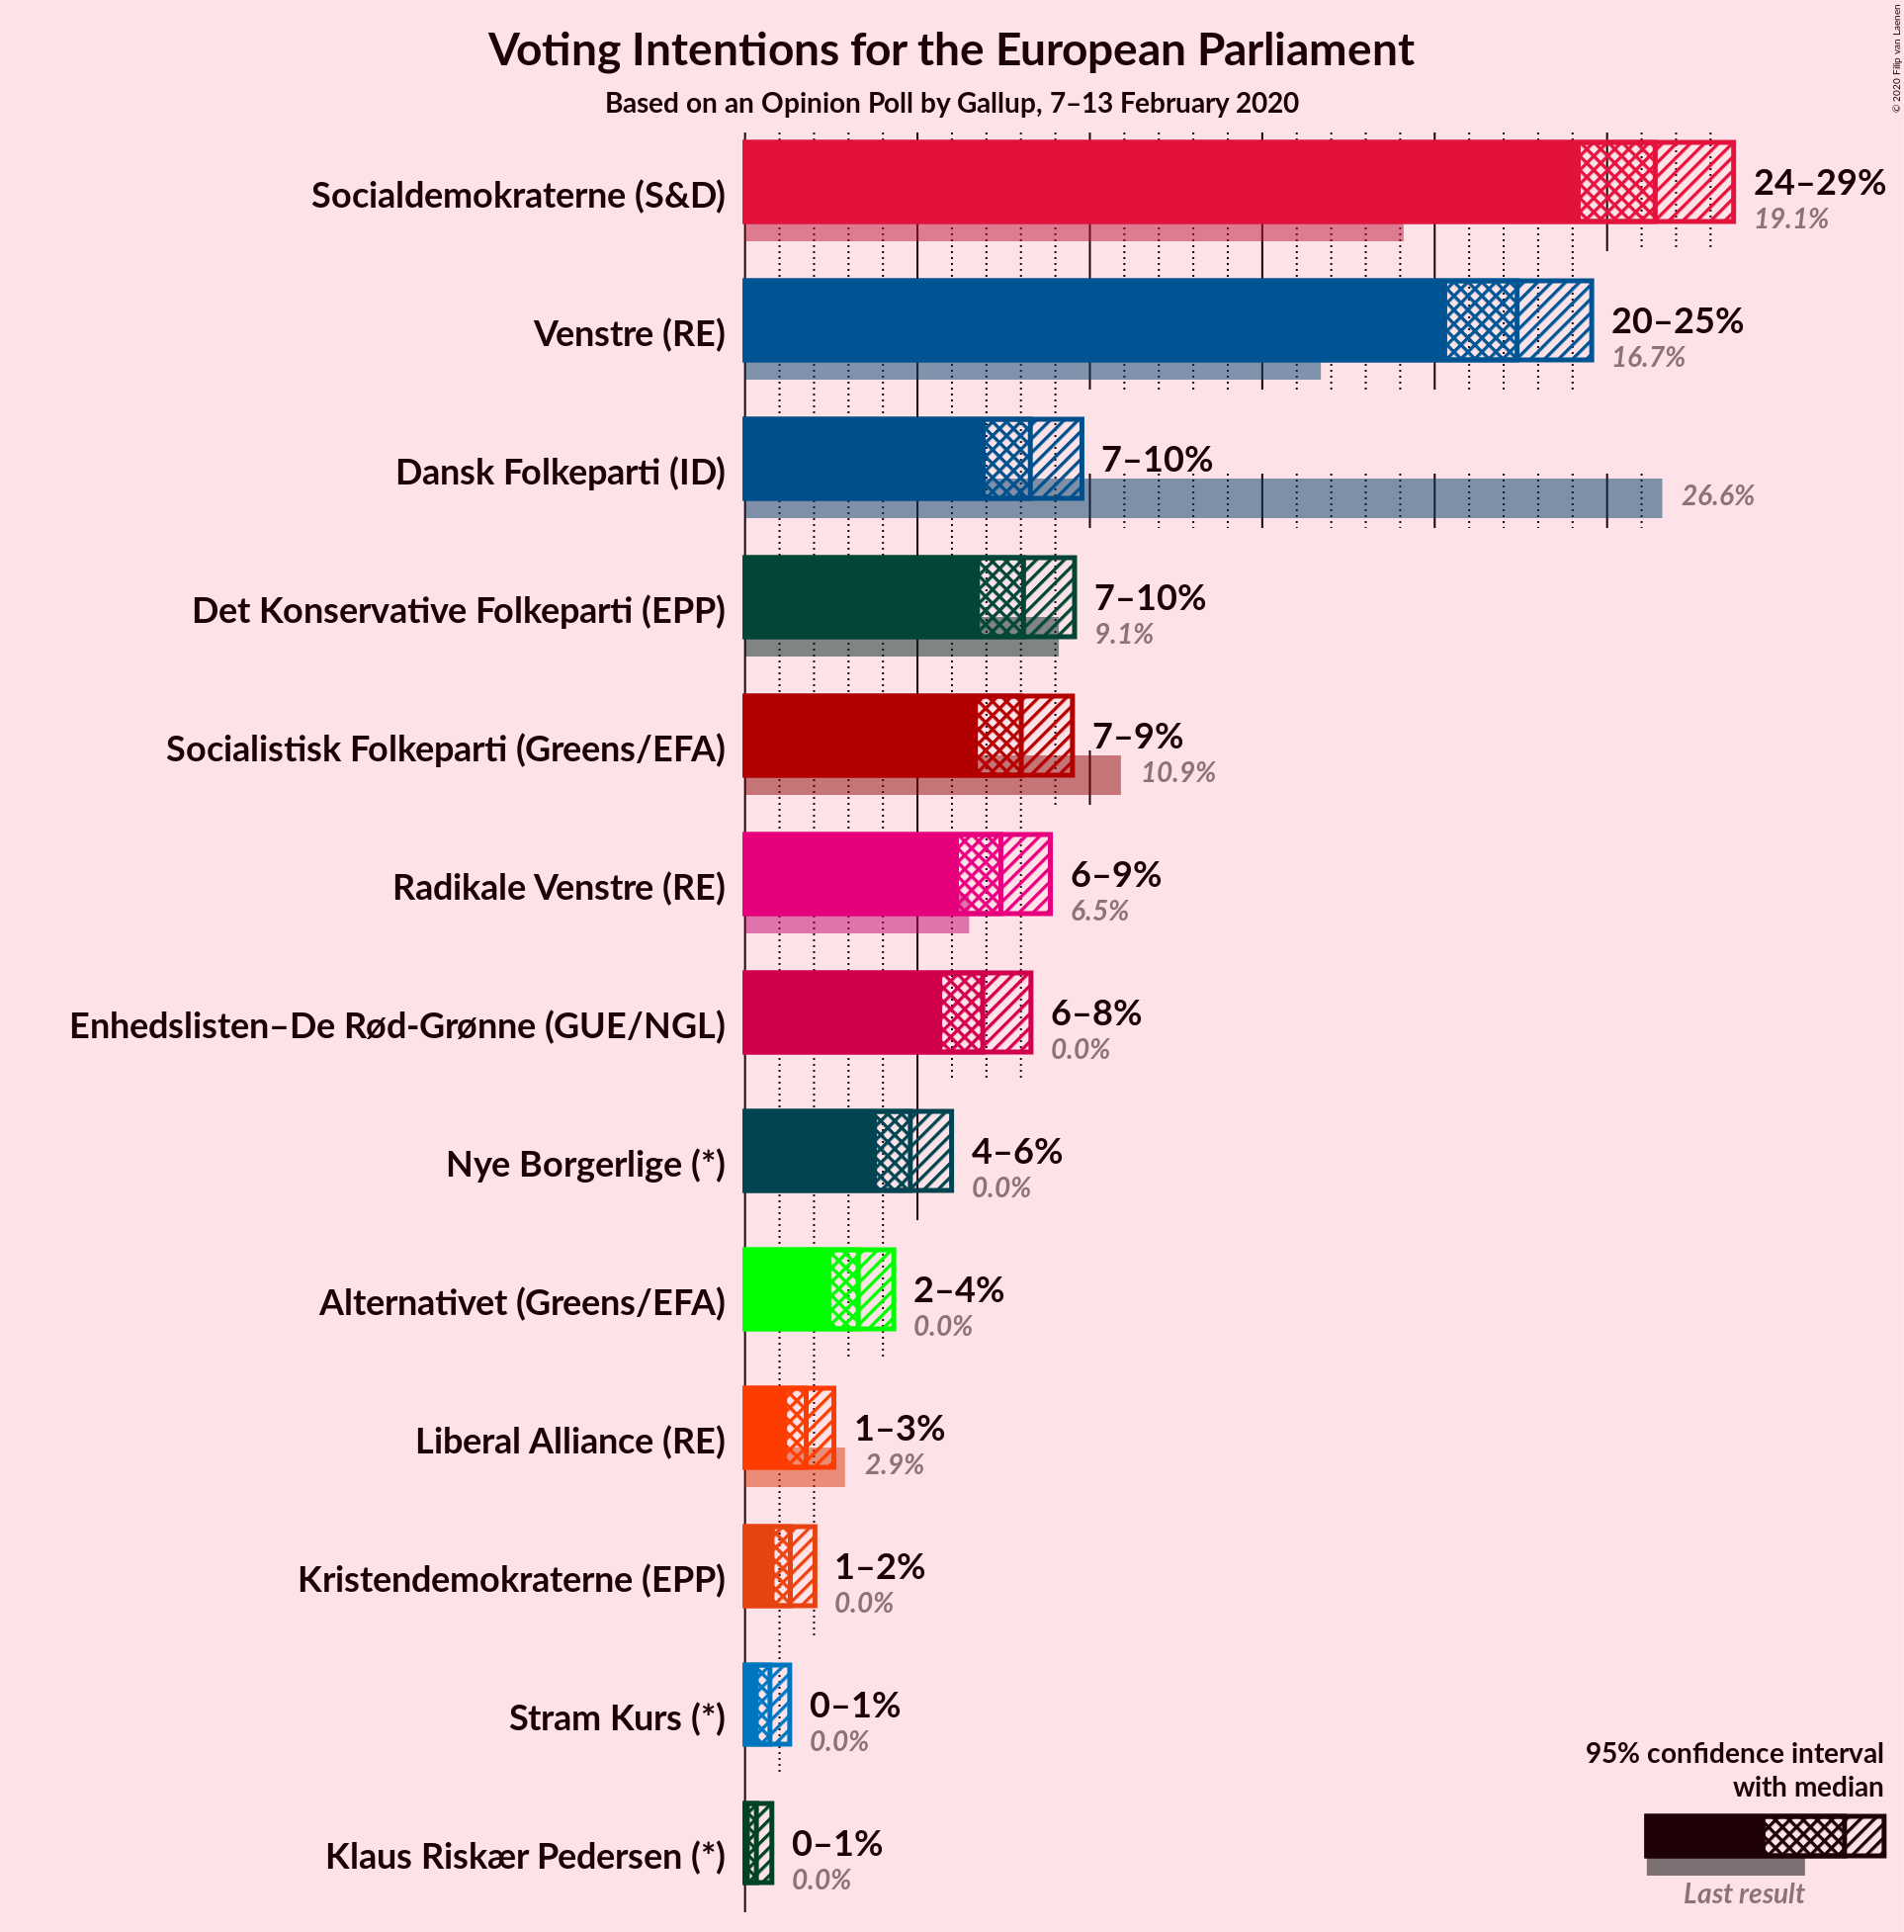 Voting Intentions for the European Parliament
Based on an Opinion Poll by Gallup, 7–13 February 2020
© 2020 Filip van Laenen
Socialdemokraterne (S&D)
24–29%
19.1%
Venstre (RE)
20–25%
16.7%
Dansk Folkeparti (ID)
7–10%
26.6%
Det Konservative Folkeparti (EPP)
7–10%
9.1%
Socialistisk Folkeparti (Greens/EFA)
7–9%
10.9%
Radikale Venstre (RE)
6–9%
6.5%
Enhedslisten–De Rød-Grønne (GUE/NGL)
6–8%
0.0%
Nye Borgerlige (*)
4–6%
0.0%
Alternativet (Greens/EFA)
2–4%
0.0%
Liberal Alliance (RE)
1–3%
2.9%
Kristendemokraterne (EPP)
1–2%
0.0%
Stram Kurs (*)
0–1%
0.0%
Klaus Riskær Pedersen (*)
0–1%
0.0%
95% confidence interval
with median
Last result